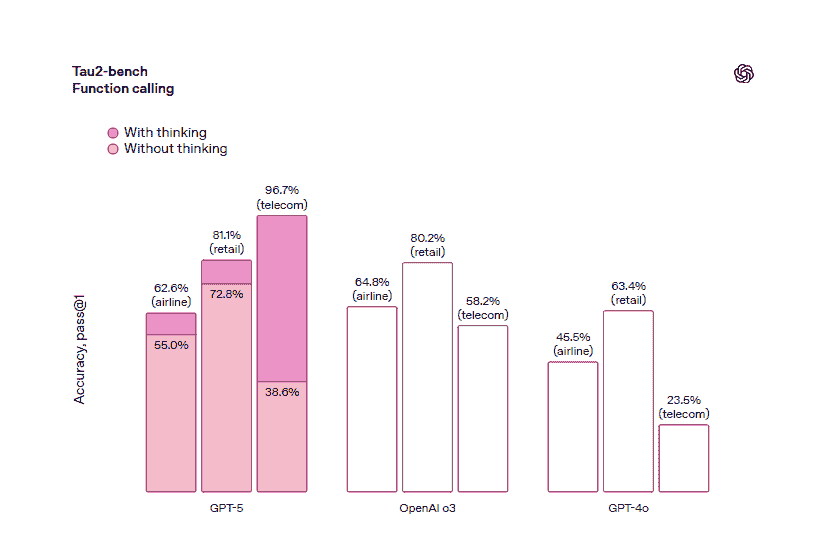 Tau2-bench
Function calling
With thinking
Without thinking
Accuracy, pass@1
62.6%
(airline)
55.0%
81.1%
(retail)
72.8%
96.7%
(telecom)
38.6%
64.8%
(airline)
80.2%
(retail)
58.2%
(telecom)
45.5%
(airline)
63.4%
(retail)
23.5%
(telecom)
GPT-5
OpenAI o3
GPT-4o